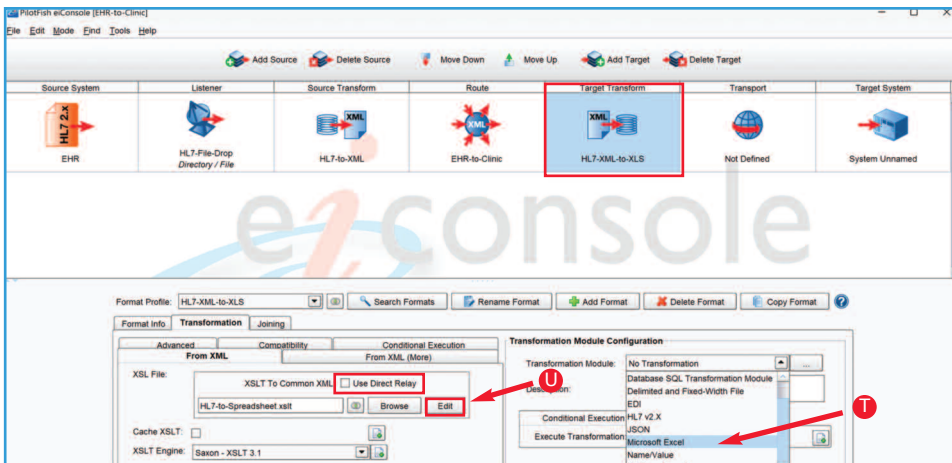 PilotFish eiConsole [EHR-to-Clinic]
File Edit Mode Find Tools Help
Add Source Delete Source Move Down Move Up Add Target Delete Target
Source System Listener Source Transform Route Target Transform Transport Target System
HL7 2.x XML XML XML
EHR HL7-File-Drop HL7-to-XML EHR-to-Clinic HL7-XML-to-XLS Not Defined System Unnamed
Directory / File
eiconsole
Format Profile: HL7-XML-to-XLS Search Formats Rename Format Add Format Delete Format Copy Format ?
Format Info Transformation Joining
Advanced Compatibility Conditional Execution
From XML From XML (More)
XSL File:
XSLT To Common XML Use Direct Relay
HL7-to-Spreadsheet.xslt Browse Edit
Cache XSLT:
XSLT Engine: Saxon - XSLT 3.1
U
Transformation Module Configuration
Transformation Module: No Transformation ...
Database SQL Transformation Module
Description: Delimited and Fixed-Width File
EDI
Conditional Execution HL7 v2.X
JSON
Execute Transformation: Microsoft Excel
Name/Value
T